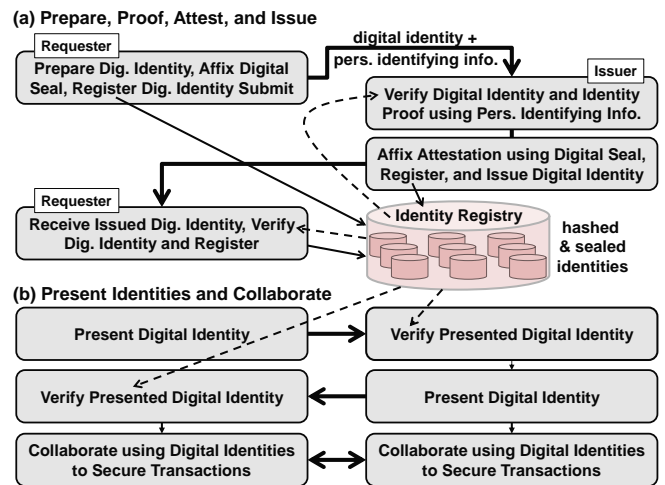 (a) Prepare, Proof, Attest, and Issue
Requester
Prepare Dig. Identity, Affix Digital
Seal, Register Dig. Identity Submit
digital identity +
pers. identifying info.
Issuer
Verify Digital Identity and Identity
Proof using Pers. Identifying Info.
Affix Attestation using Digital Seal,
Register, and Issue Digital Identity
Requester
Receive Issued Dig. Identity, Verify
Dig. Identity and Register
Identity Registry
hashed
& sealed
identities
(b) Present Identities and Collaborate
Present Digital Identity
Verify Presented Digital Identity
Verify Presented Digital Identity
Present Digital Identity
Collaborate using Digital Identities
to Secure Transactions
Collaborate using Digital Identities
to Secure Transactions